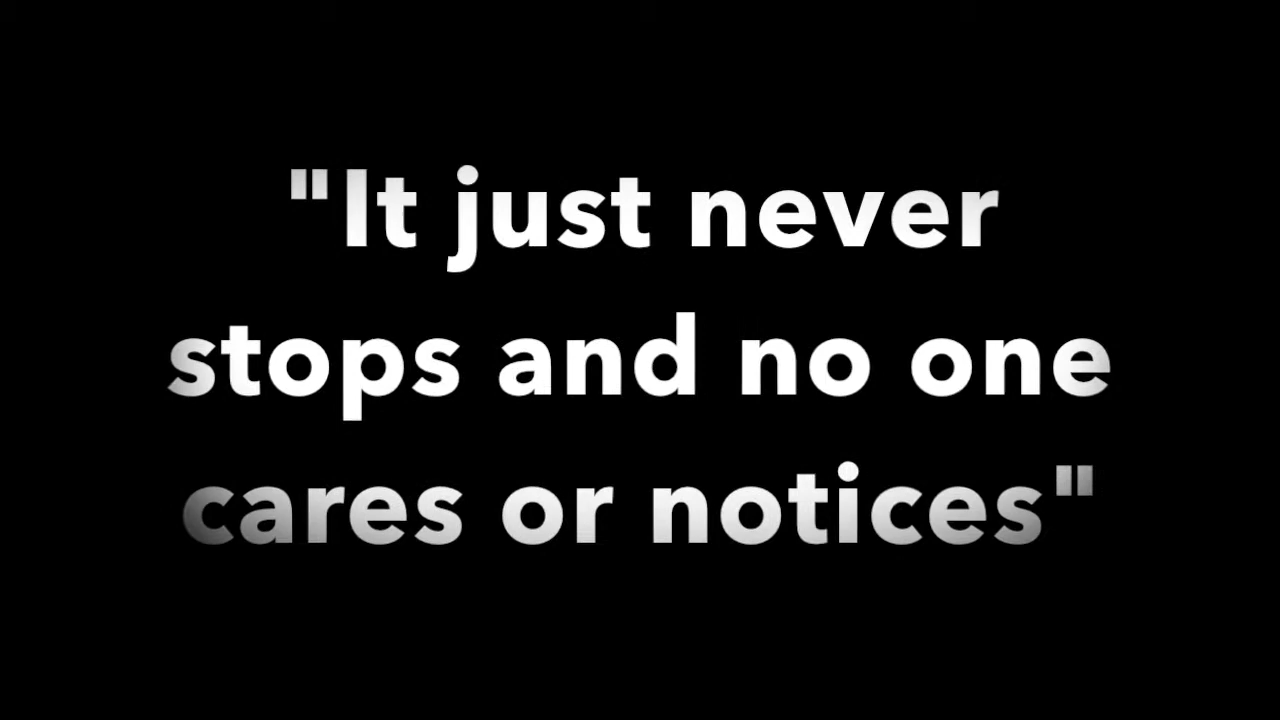 "It just never
stops and no one
cares or notices"